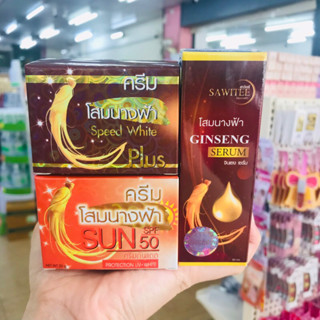 ครีม
โสมนางฟ้า
Speed White
Plus
ครีม
โสมนางฟ้า
SUN SPF 50
SAWITEE
โสมนางฟ้า
GINSENG
SERUM
จินเซง เซรั่ม